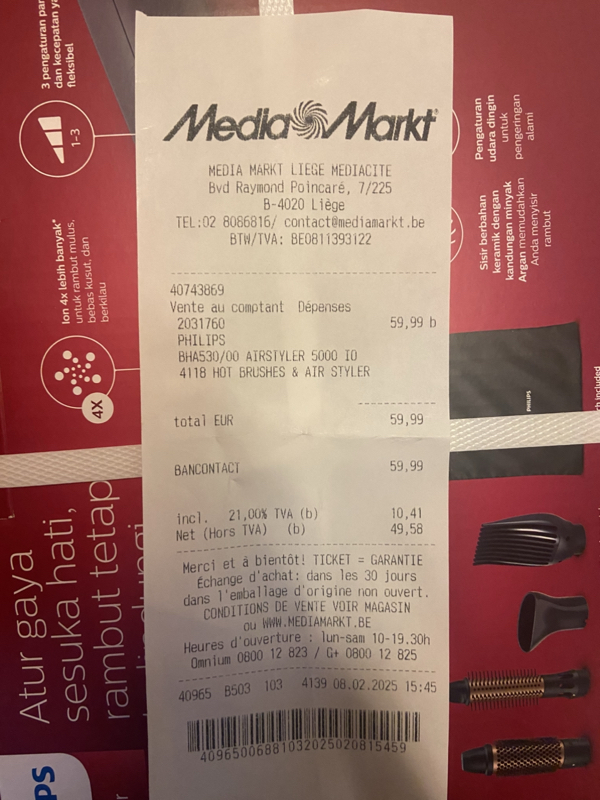 3 pengaturan
dan kecepatan
fleksibel
1-3
Ion 4x lebih banyak*
untuk rambut mulus,
bebas kusut, dan
berkilau
4X
Atur gaya
sesuka hati,
rambut tetap
PS
MediaMarkt
MEDIA MARKT LIEGE MEDIACITE
Bvd Raymond Poincaré, 7/225
B-4020 Liège
TEL:02 8086816/ contact@mediamarkt.be
BTW/TVA: BE0811393122
40743869
Vente au comptant Dépenses
2031760 59,99 b
PHILIPS
BHA530/00 AIRSTYLER 5000 IO
4118 HOT BRUSHES & AIR STYLER
total EUR 59,99
BANCONTACT 59,99
incl. 21,00% TVA (b) 10,41
Net (Hors TVA) (b) 49,58
Merci et à bientôt! TICKET = GARANTIE
Échange d'achat: dans les 30 jours
dans l'emballage d'origine non ouvert.
CONDITIONS DE VENTE VOIR MAGASIN
ou WWW.MEDIAMARKT.BE
Heures d'ouverture : lun-sam 10-19.30h
Omnium 0800 12 823 / G+ 0800 12 825
40965 B503 103 4139 08.02.2025 15:45
40965006881032025020815459
Pengaturan
udara dingin
untuk
pengeringan
alami
Sisir berbahan
keramik dengan
kandungan minyak
Argan memudahkan
Anda menyisir
rambut
PHILIPS
included